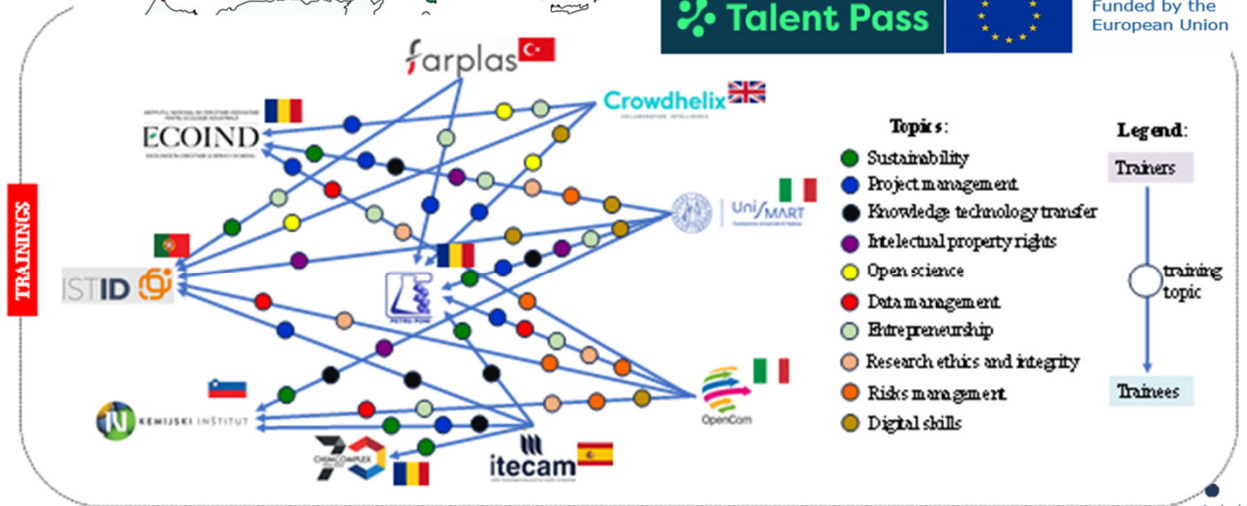 Talent Pass
Funded by the
European Union
farplas
Crowdhelix
ECOIND
Topics:
Legend:
Sustainability
Trainers
Project management
UniSMART
Knowledge technology transfer
Intelectual property rights
TRAININGS
Open science
training
topic
ISTID
Data management
PETRU PONI
Entrepreneurship
Research ethics and integrity
Risks management
Trainees
KEMIJSKI INŠTITUT
OpenCom
Digital skills
CHIMCOMPLEX
itecam